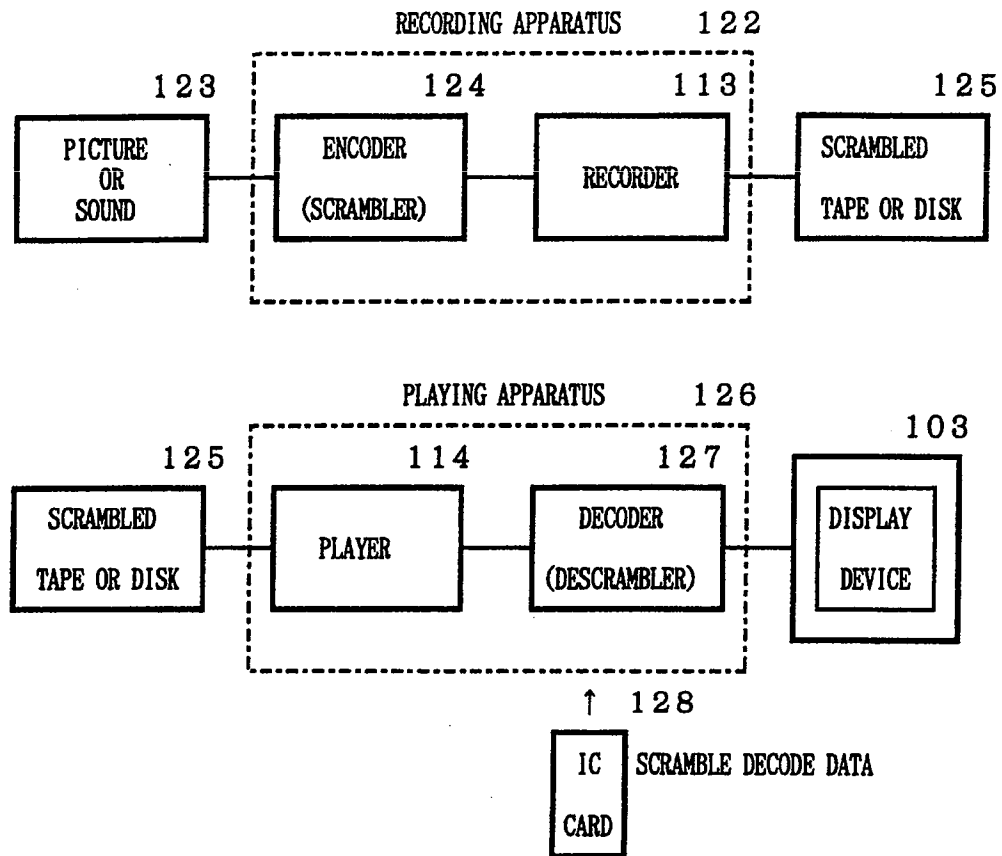 RECORDING APPARATUS 122
123 124 113 125
PICTURE
OR
SOUND
ENCODER
(SCRAMBLER)
RECORDER
SCRAMBLED
TAPE OR DISK
PLAYING APPARATUS 126
125 114 127 103
SCRAMBLED
TAPE OR DISK
PLAYER
DECODER
(DESCRAMBLER)
DISPLAY
DEVICE
↑ 128
IC
CARD
SCRAMBLE DECODE DATA